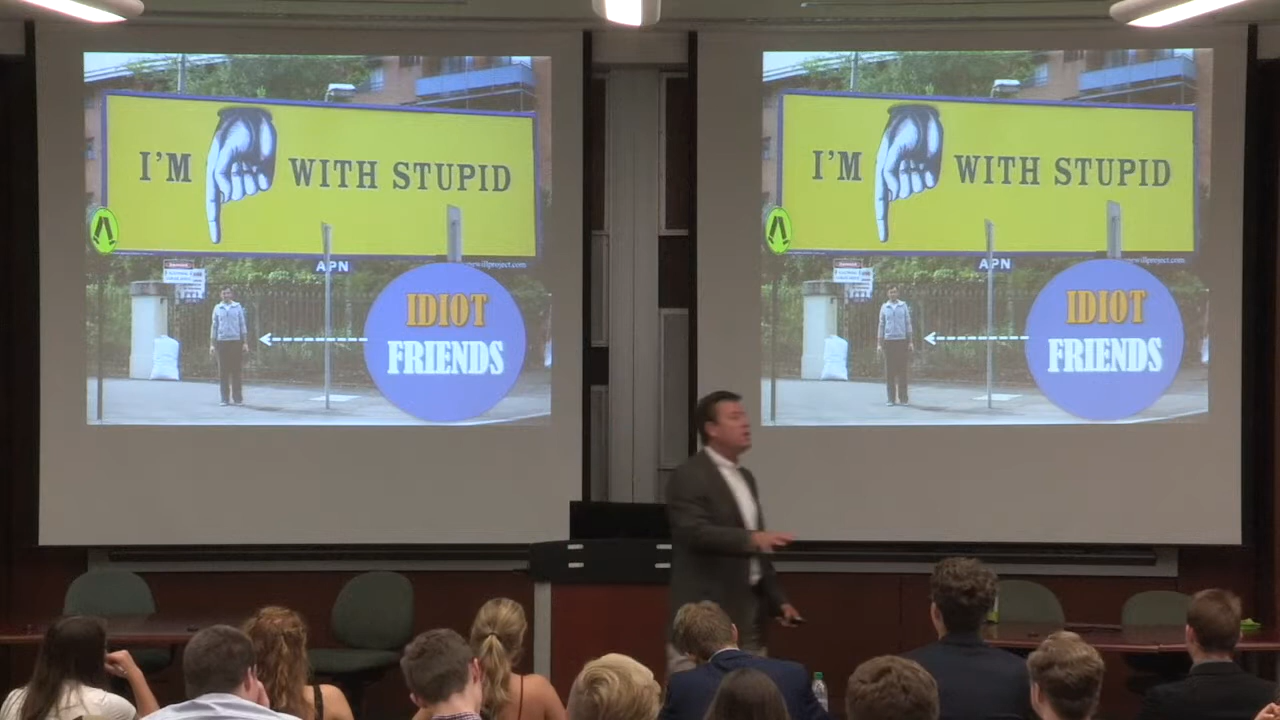 I'M WITH STUPID
APN
IDIOT
FRIENDS
I'M WITH STUPID
APN
IDIOT
FRIENDS